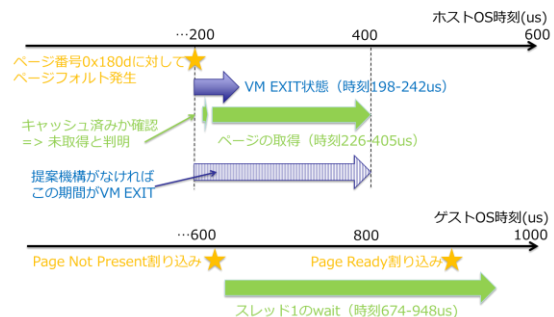 ホストOS時刻(us)
…200
400
600
ページ番号0x180dに対して
ページフォルト発生
VM EXIT状態（時刻198-242us）
キャッシュ済みか確認
=> 未取得と判明
ページの取得（時刻226-405us）
提案機構がなければ
この期間がVM EXIT
ゲストOS時刻(us)
…600
800
1000
Page Not Present割り込み
Page Ready割り込み
スレッド1のwait（時刻674-948us）